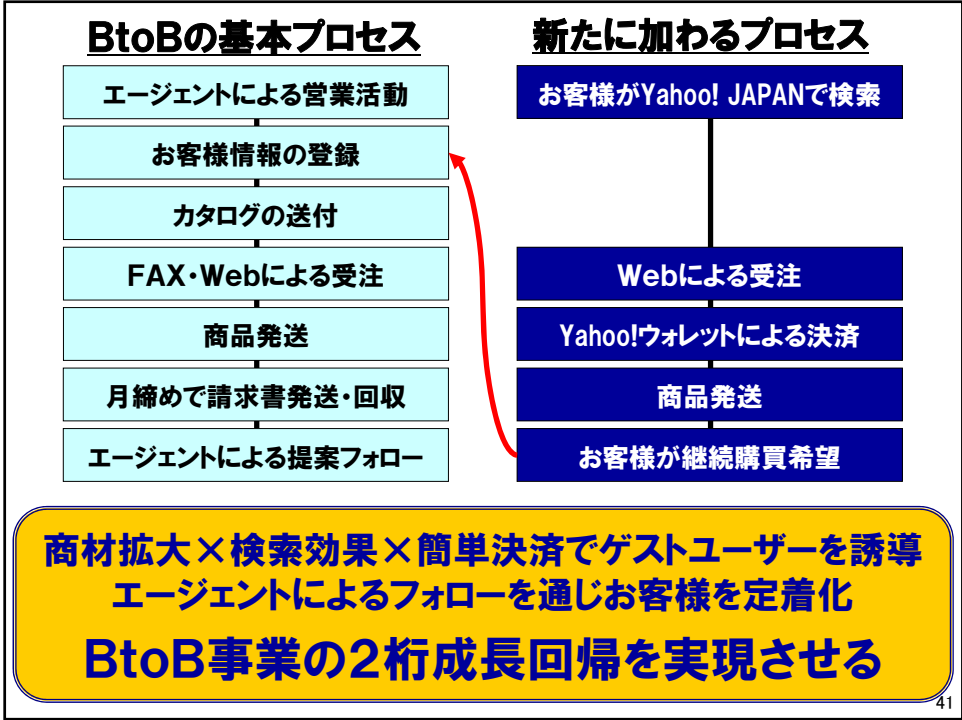 BtoBの基本プロセス
エージェントによる営業活動
お客様情報の登録
カタログの送付
FAX・Webによる受注
商品発送
月締めで請求書発送・回収
エージェントによる提案フォロー
新たに加わるプロセス
お客様がYahoo! JAPANで検索
Webによる受注
Yahoo!ウォレットによる決済
商品発送
お客様が継続購買希望
商材拡大×検索効果×簡単決済でゲストユーザーを誘導
エージェントによるフォローを通じお客様を定着化
BtoB事業の2桁成長回帰を実現させる
41